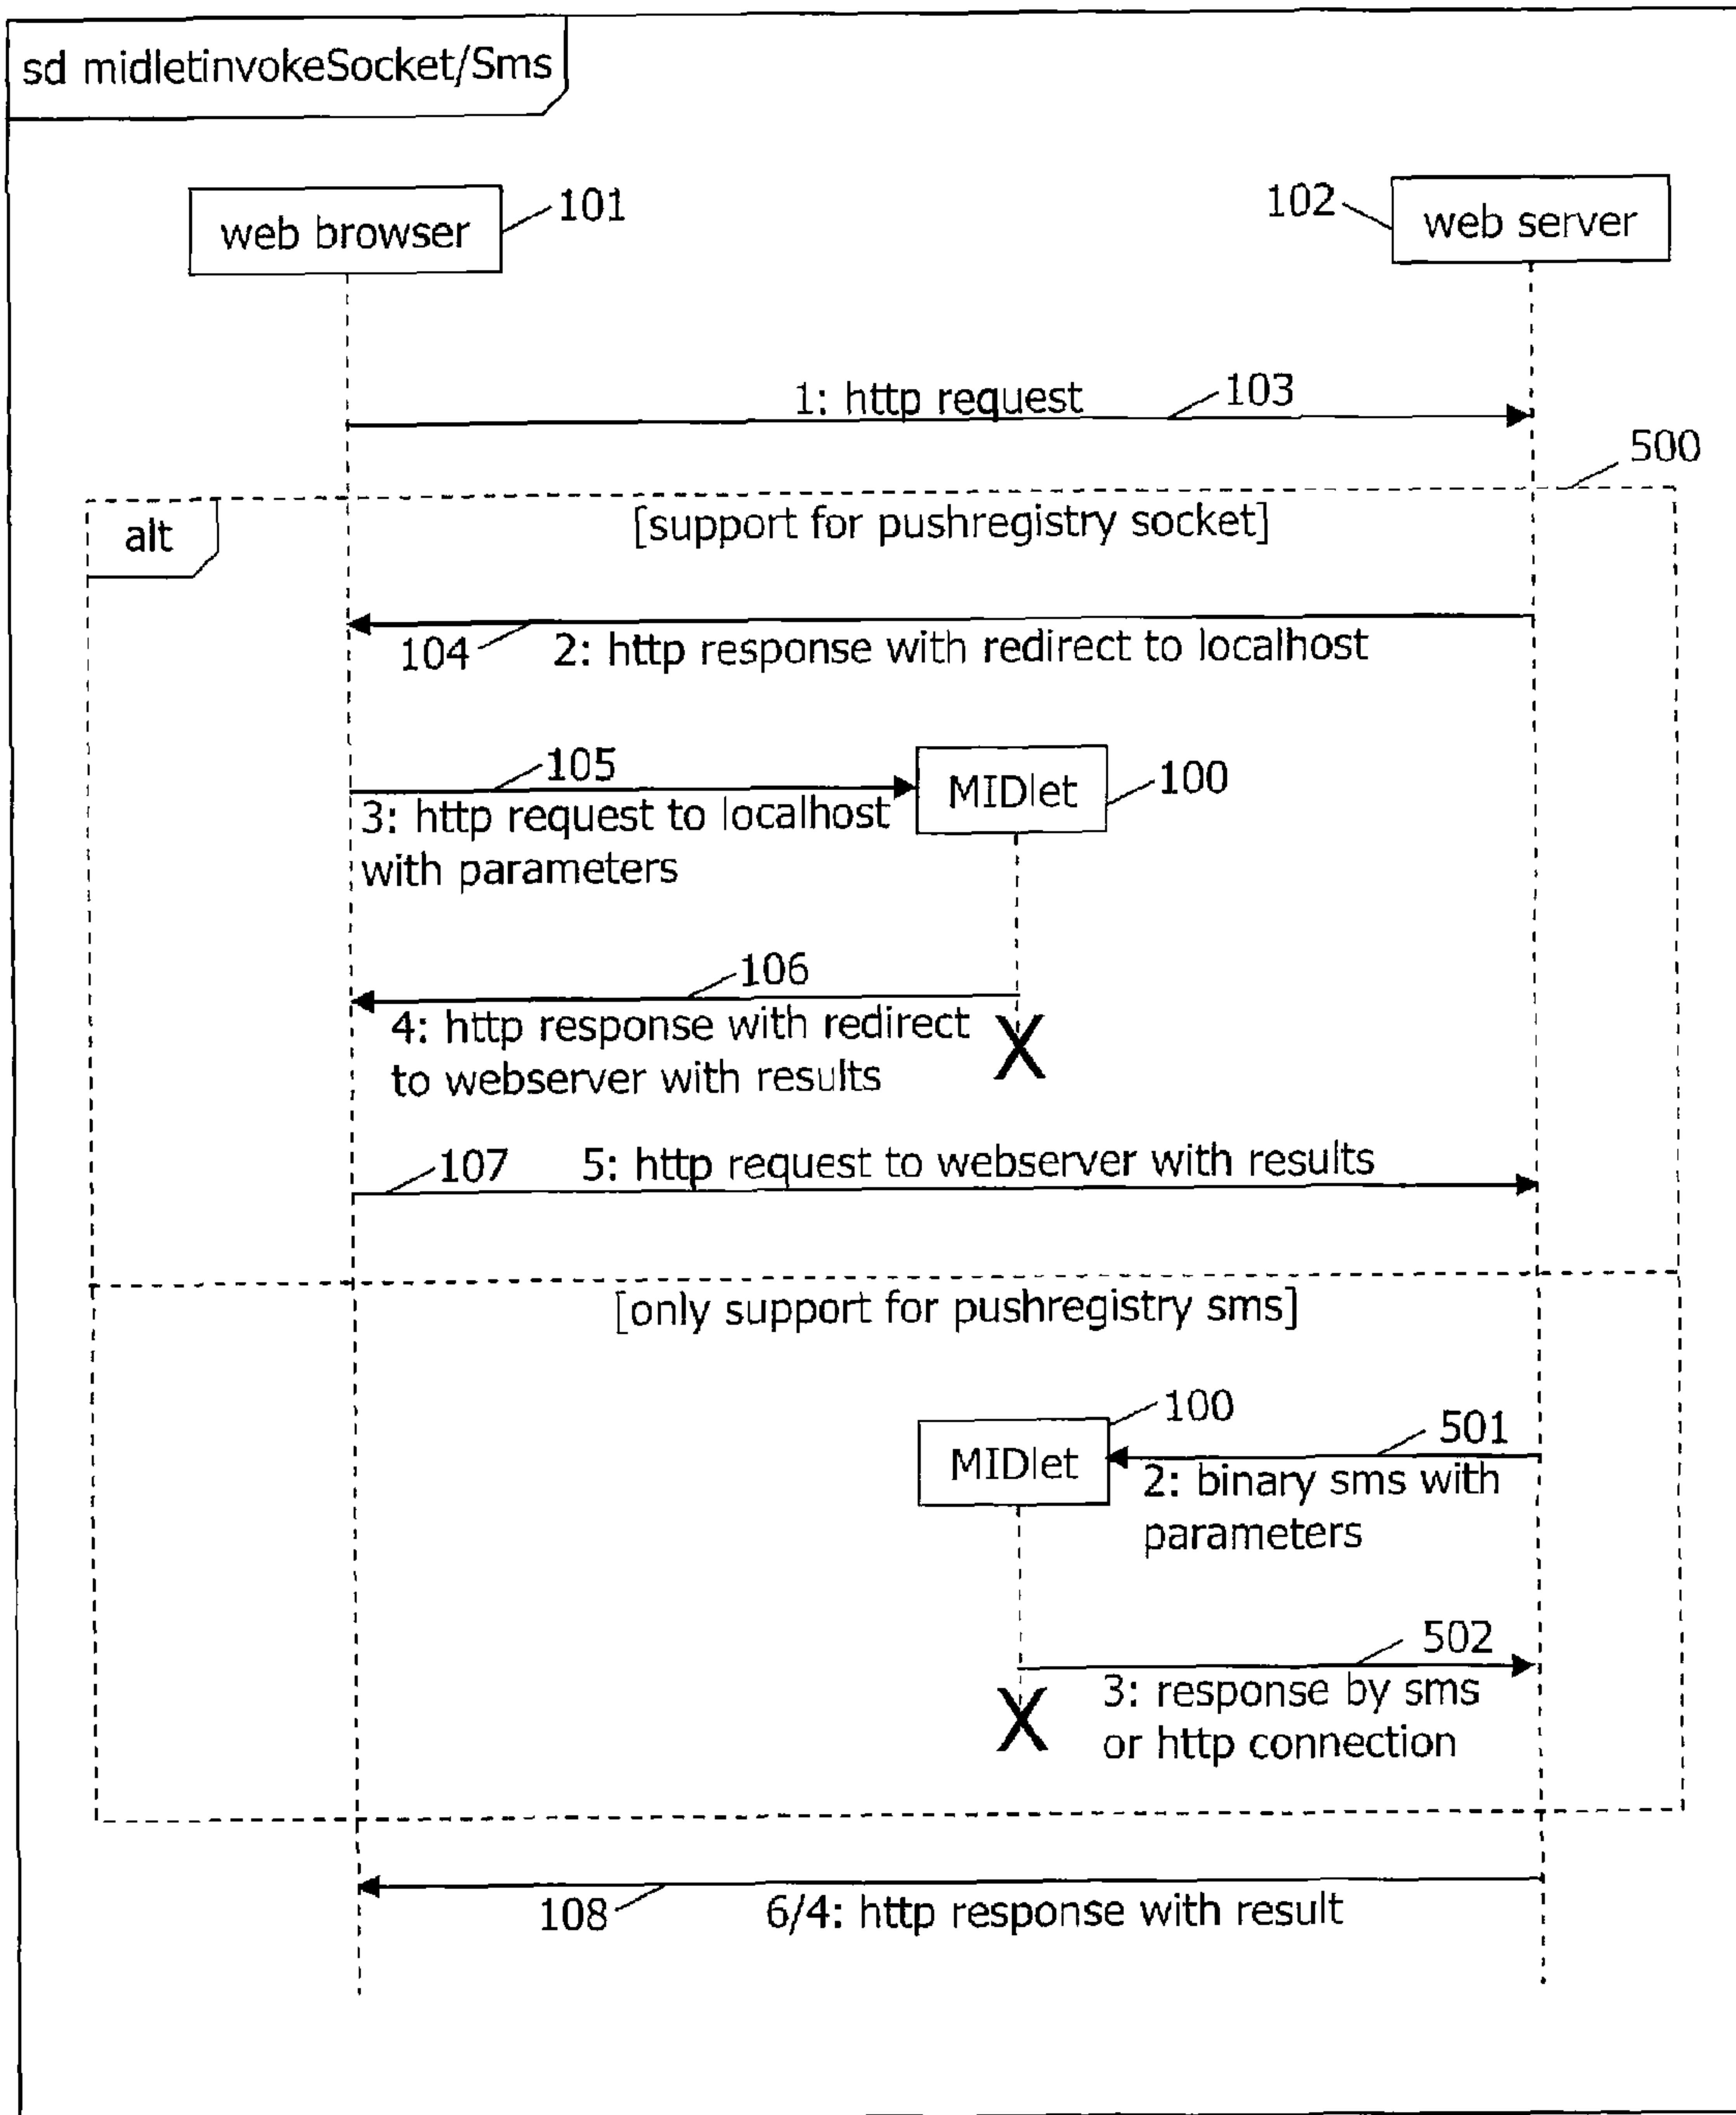 sd midletinvokeSocket/Sms
web browser
101
102
web server
1: http request
103
500
alt
[support for pushregistry socket]
104
2: http response with redirect to localhost
105
MIDlet
100
3: http request to localhost
with parameters
106
4: http response with redirect
to webserver with results
X
107
5: http request to webserver with results
[only support for pushregistry sms]
100
MIDlet
501
2: binary sms with
parameters
502
3: response by sms
or http connection
X
108
6/4: http response with result